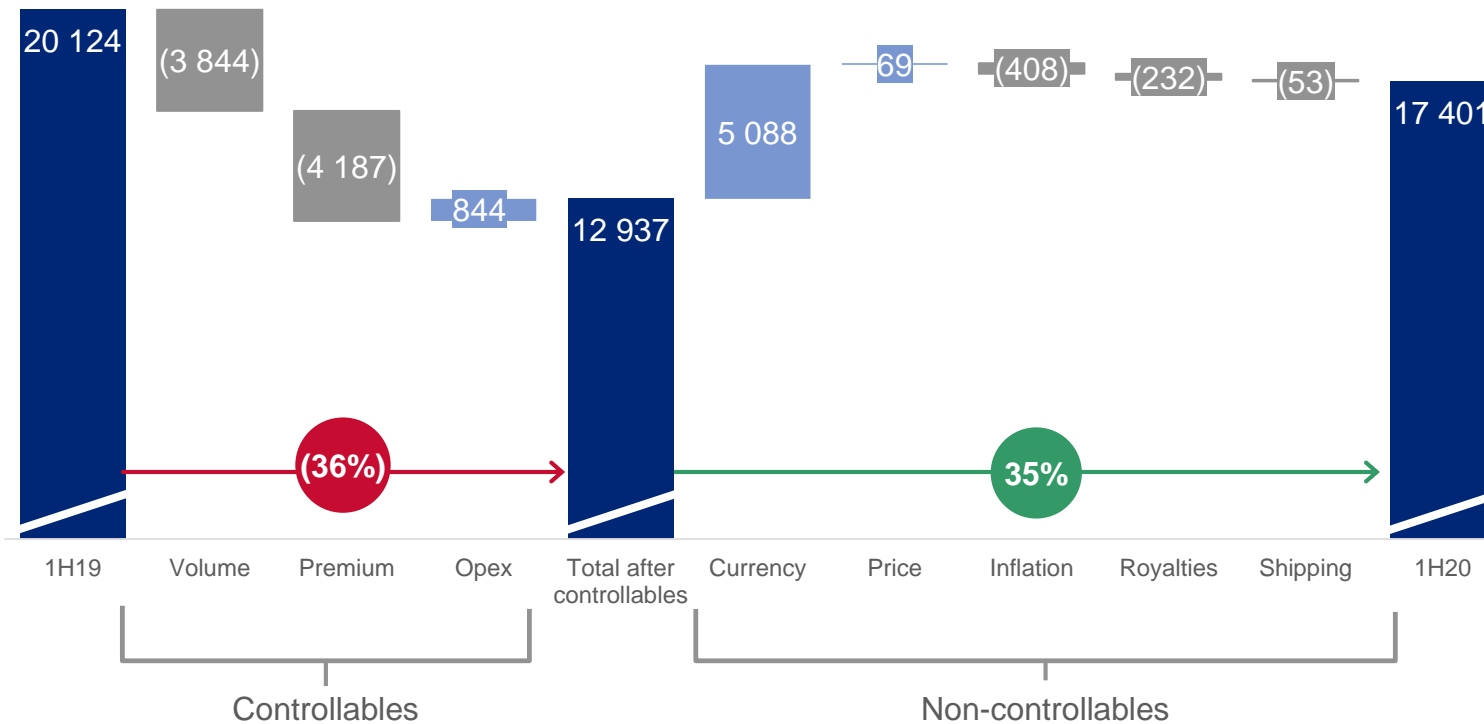 20 124
(3 844)
(4 187)
844
12 937
5 088
69
(408)
(232)
(53)
17 401
(36%)
35%
1H19
Volume
Premium
Opex
Total after
controllables
Currency
Price
Inflation
Royalties
Shipping
1H20
Controllables
Non-controllables